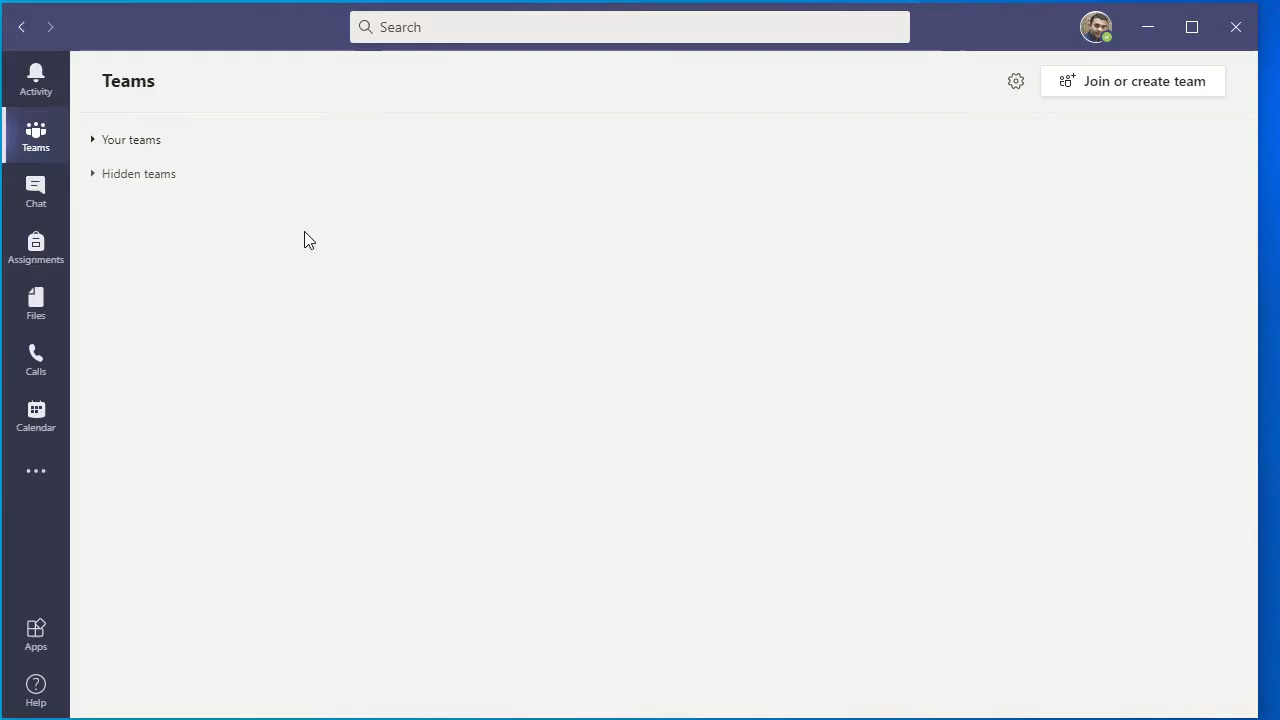 Search
Activity
Teams
Join or create team
Teams
Your teams
Hidden teams
Chat
Assignments
Files
Calls
Calendar
Apps
Help